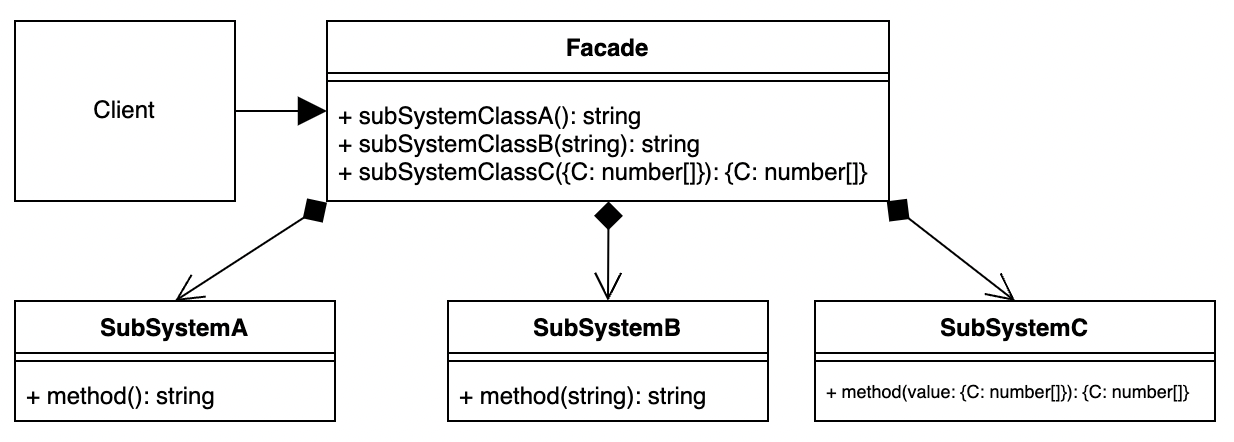 Client
Facade
+ subSystemClassA(): string
+ subSystemClassB(string): string
+ subSystemClassC({C: number[]}): {C: number[]}
SubSystemA
+ method(): string
SubSystemB
+ method(string): string
SubSystemC
+ method(value: {C: number[]}): {C: number[]}